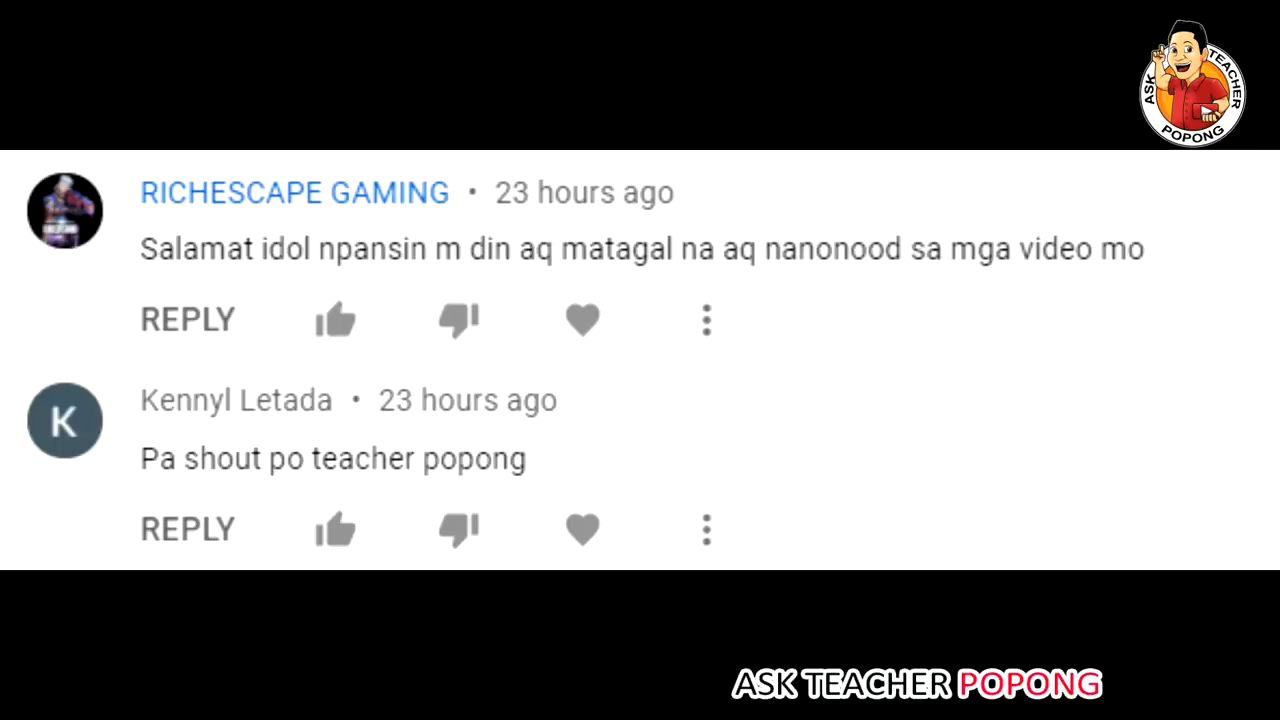 ASK TEACHER POPONG
RICHESCAPE GAMING • 23 hours ago
Salamat idol npansin m din aq matagal na aq nanonood sa mga video mo
REPLY
K
Kennyl Letada • 23 hours ago
Pa shout po teacher popong
REPLY
ASK TEACHER POPONG